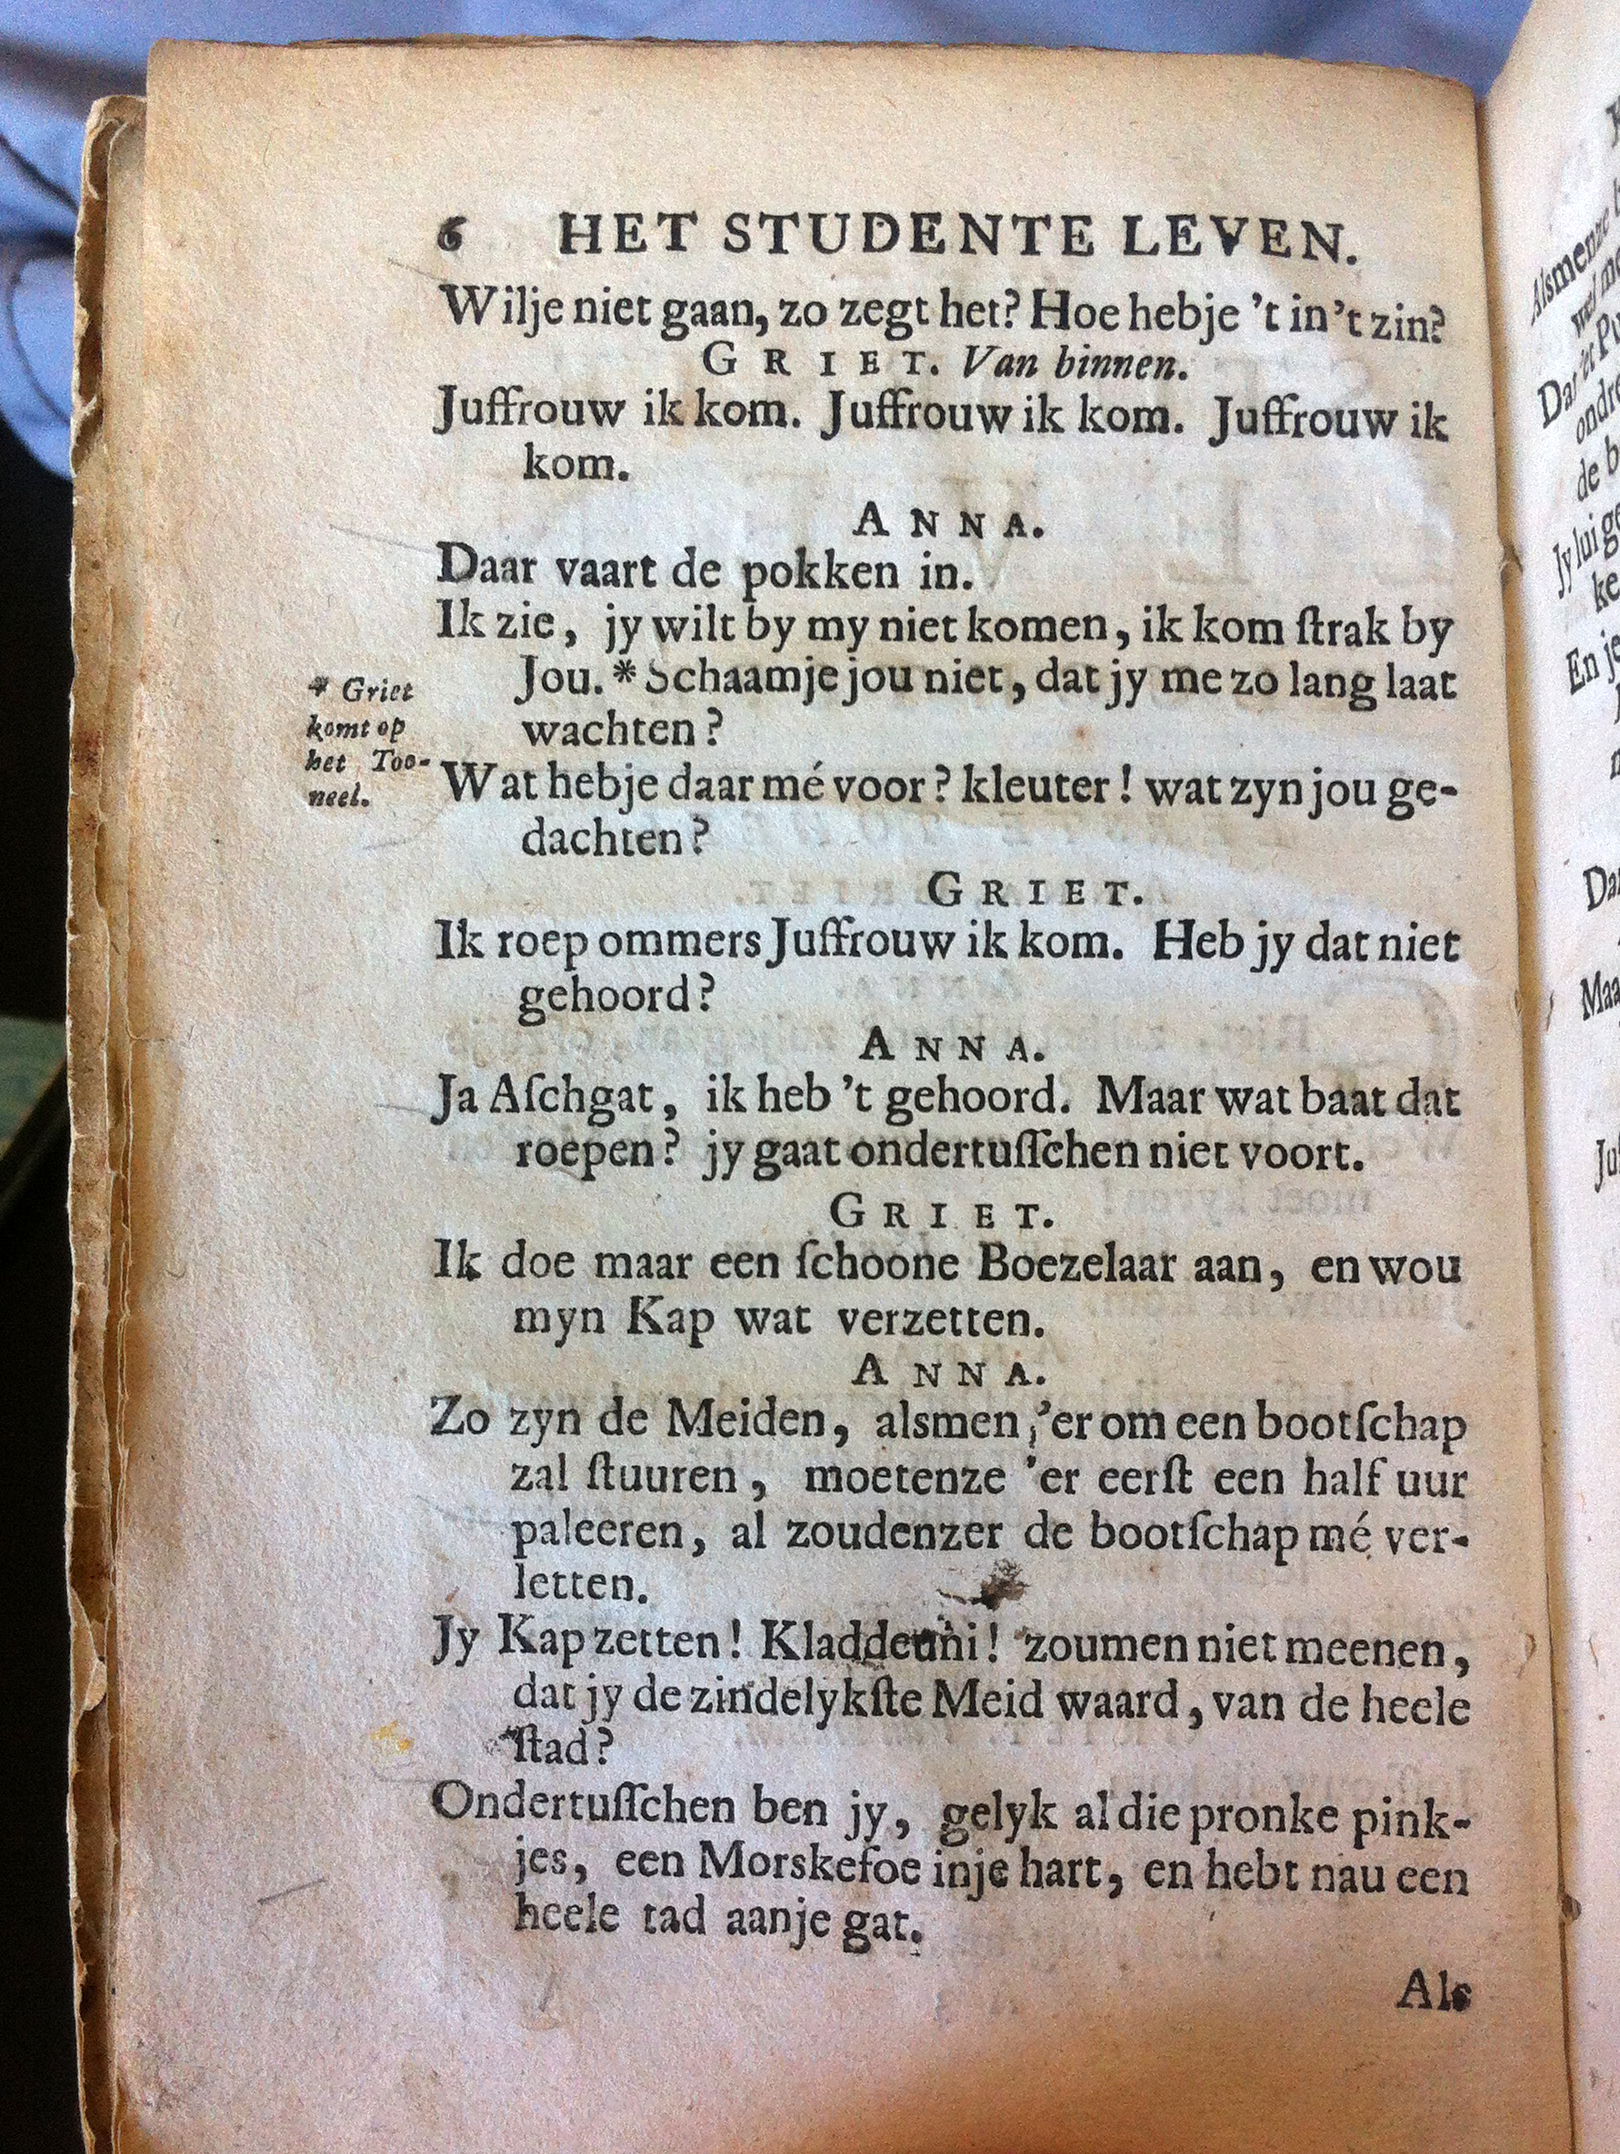 6 HET STUDENTE LEVEN.
Wilje niet gaan, zo zegt het? Hoe hebje 't in 't zin?
GRIET. Van binnen.
Juffrouw ik kom. Juffrouw ik kom. Juffrouw ik
kom.
ANNA.
Daar vaart de pokken in.
Ik zie, jy wilt by my niet komen, ik kom ſtrak by
Jou. * Schaamje jou niet, dat jy me zo lang laat
wachten?
* Griet
komt op
het Too-
neel.
Wat hebje daar mé voor? kleuter! wat zyn jou ge-
dachten?
GRIET.
Ik roep ommers Juffrouw ik kom. Heb jy dat niet
gehoord?
ANNA.
Ja Aſchgat, ik heb 't gehoord. Maar wat baat dat
roepen? jy gaat ondertuſſchen niet voort.
GRIET.
Ik doe maar een ſchoone Boezelaar aan, en wou
myn Kap wat verzetten.
ANNA.
Zo zyn de Meiden, alsmen 'er om een bootſchap
zal ſtuuren, moetenze 'er eerſt een half uur
paleeren, al zoudenzer de bootſchap mé ver-
letten.
Jy Kap zetten! zoumen niet meenen,
dat jy de zindelykſte Meid waard, van de heele
ſtad?
Ondertuſſchen ben jy, gelyk al die pronke pink-
jes, een Morskefoe inje hart, en hebt nau een
heele tad aanje gat.
Als
Dar
Maa